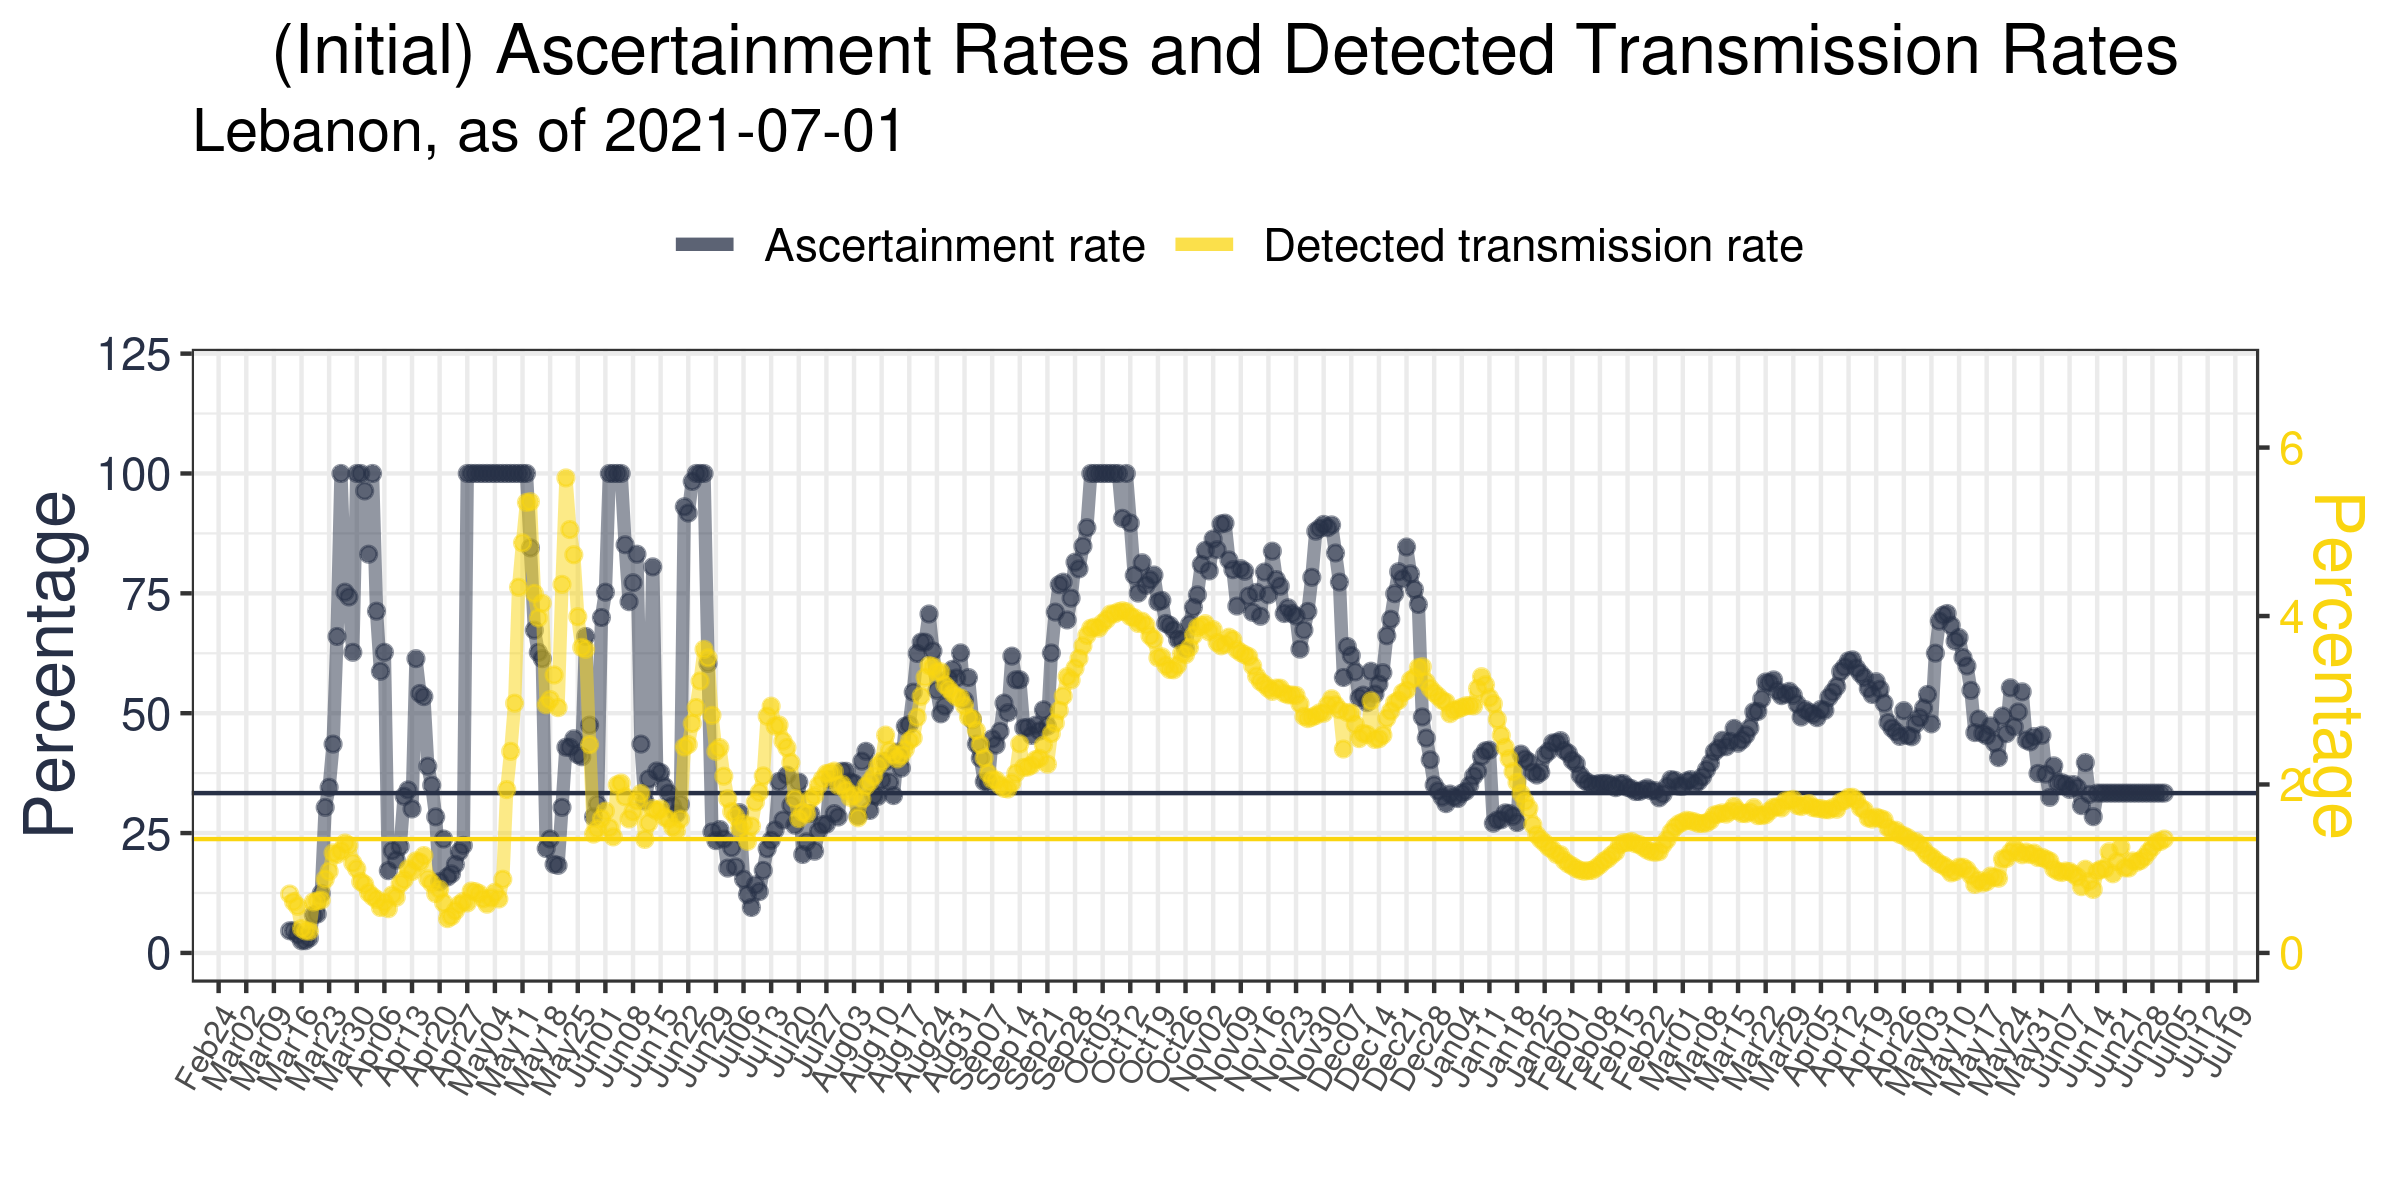 (Initial) Ascertainment Rates and Detected Transmission Rates
Lebanon, as of 2021-07-01
Ascertainment rate
Detected transmission rate
Percentage
125
100
75
50
25
0
6
4
2
0
Percentage
Feb24
Mar02
Mar09
Mar16
Mar23
Mar30
Apr06
Apr13
Apr20
Apr27
May04
May11
May18
May25
Jun01
Jun08
Jun15
Jun22
Jun29
Jul06
Jul13
Jul20
Jul27
Aug03
Aug10
Aug17
Aug24
Aug31
Sep07
Sep14
Sep21
Sep28
Oct05
Oct12
Oct19
Oct26
Nov02
Nov09
Nov16
Nov23
Nov30
Dec07
Dec14
Dec21
Dec28
Jan04
Jan11
Jan18
Jan25
Feb01
Feb08
Feb15
Feb22
Mar01
Mar08
Mar15
Mar22
Mar29
Apr05
Apr12
Apr19
Apr26
May03
May10
May17
May24
May31
Jun07
Jun14
Jun21
Jun28
Jul05
Jul12
Jul19